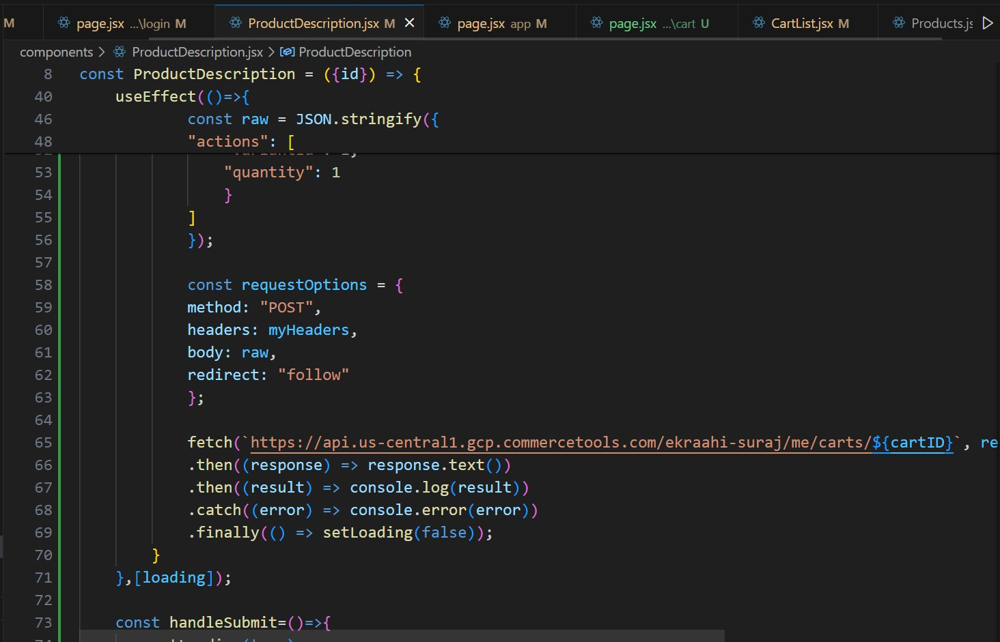 M page.jsx ...\login M ProductDescription.jsx M page.jsx app M page.jsx ...\cart U CartList.jsx M Products.js
components > ProductDescription.jsx > ProductDescription
8 const ProductDescription = ({id}) => {
40 useEffect(()=>{
46 const raw = JSON.stringify({
48 "actions": [
53 "quantity": 1
54 }
55 ]
56 });
57
58 const requestOptions = {
59 method: "POST",
60 headers: myHeaders,
61 body: raw,
62 redirect: "follow"
63 };
64
65 fetch(`https://api.us-central1.gcp.commercetools.com/ekraahi-suraj/me/carts/${cartID}`, re
66 .then((response) => response.text())
67 .then((result) => console.log(result))
68 .catch((error) => console.error(error))
69 .finally(() => setLoading(false));
70 }
71 },[loading]);
72
73 const handleSubmit=()=>{